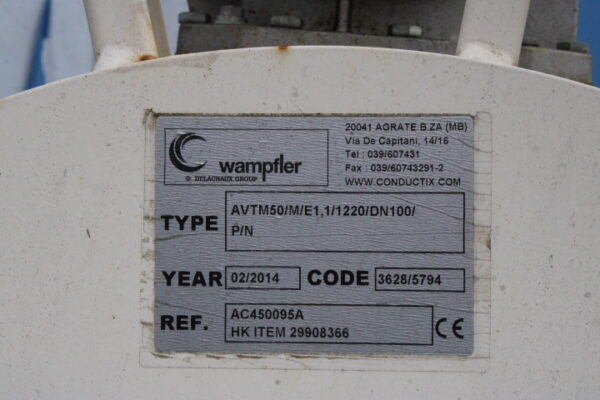 wampfler
© DELACHAUX GROUP
20041 AGRATE B.ZA (MB)
Via De Capitani, 14/16
Tel : 039/607431
Fax : 039/60743291-2
WWW.CONDUCTIX.COM
TYPE AVTM50/M/E1,1/1220/DN100/
P/N
YEAR 02/2014 CODE 3628/5794
REF. AC450095A
HK ITEM 29908366
CE